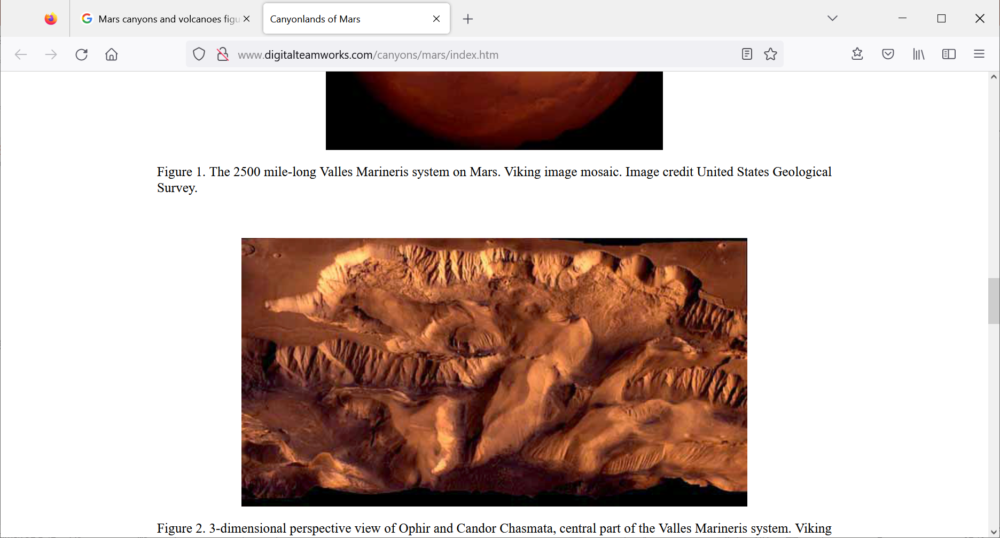 Mars canyons and volcanoes figu
Canyonlands of Mars
www.digitalteamworks.com/canyons/mars/index.htm
Figure 1. The 2500 mile-long Valles Marineris system on Mars. Viking image mosaic. Image credit United States Geological
Survey.
Figure 2. 3-dimensional perspective view of Ophir and Candor Chasmata, central part of the Valles Marineris system. Viking